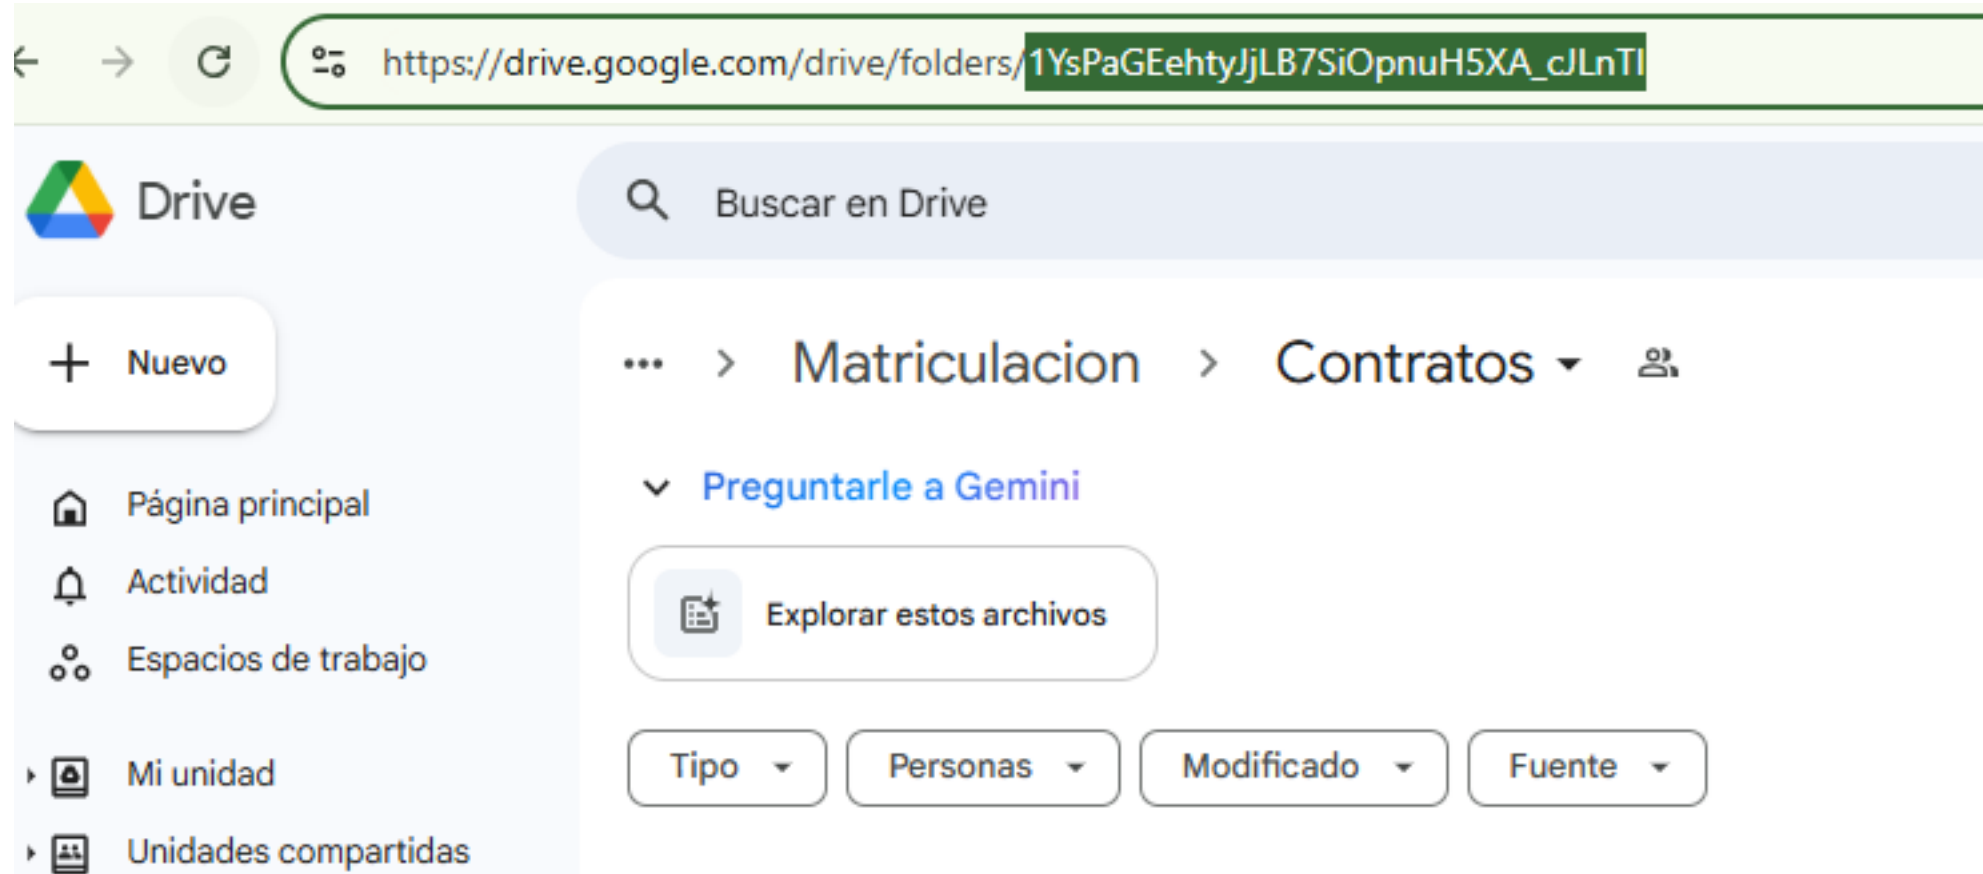 https://drive.google.com/drive/folders/1YsPaGEehtyJjLB7SiOpnuH5XA_cJLnTI
Drive
Buscar en Drive
Nuevo
... > Matriculacion > Contratos
Preguntarle a Gemini
Página principal
Actividad
Explorar estos archivos
Espacios de trabajo
Tipo Personas Modificado Fuente
Mi unidad
Unidades compartidas